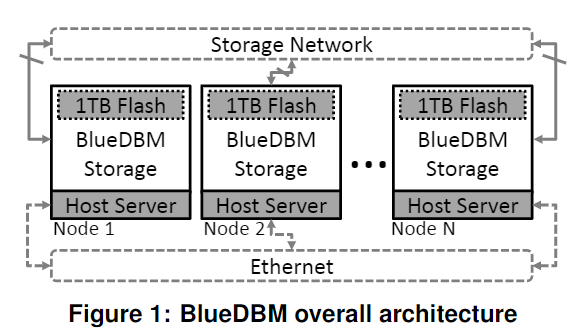 Storage Network
1TB Flash
BlueDBM
Storage
Host Server
Node 1
1TB Flash
BlueDBM
Storage
Host Server
Node 2
...
1TB Flash
BlueDBM
Storage
Host Server
Node N
Ethernet
Figure 1: BlueDBM overall architecture